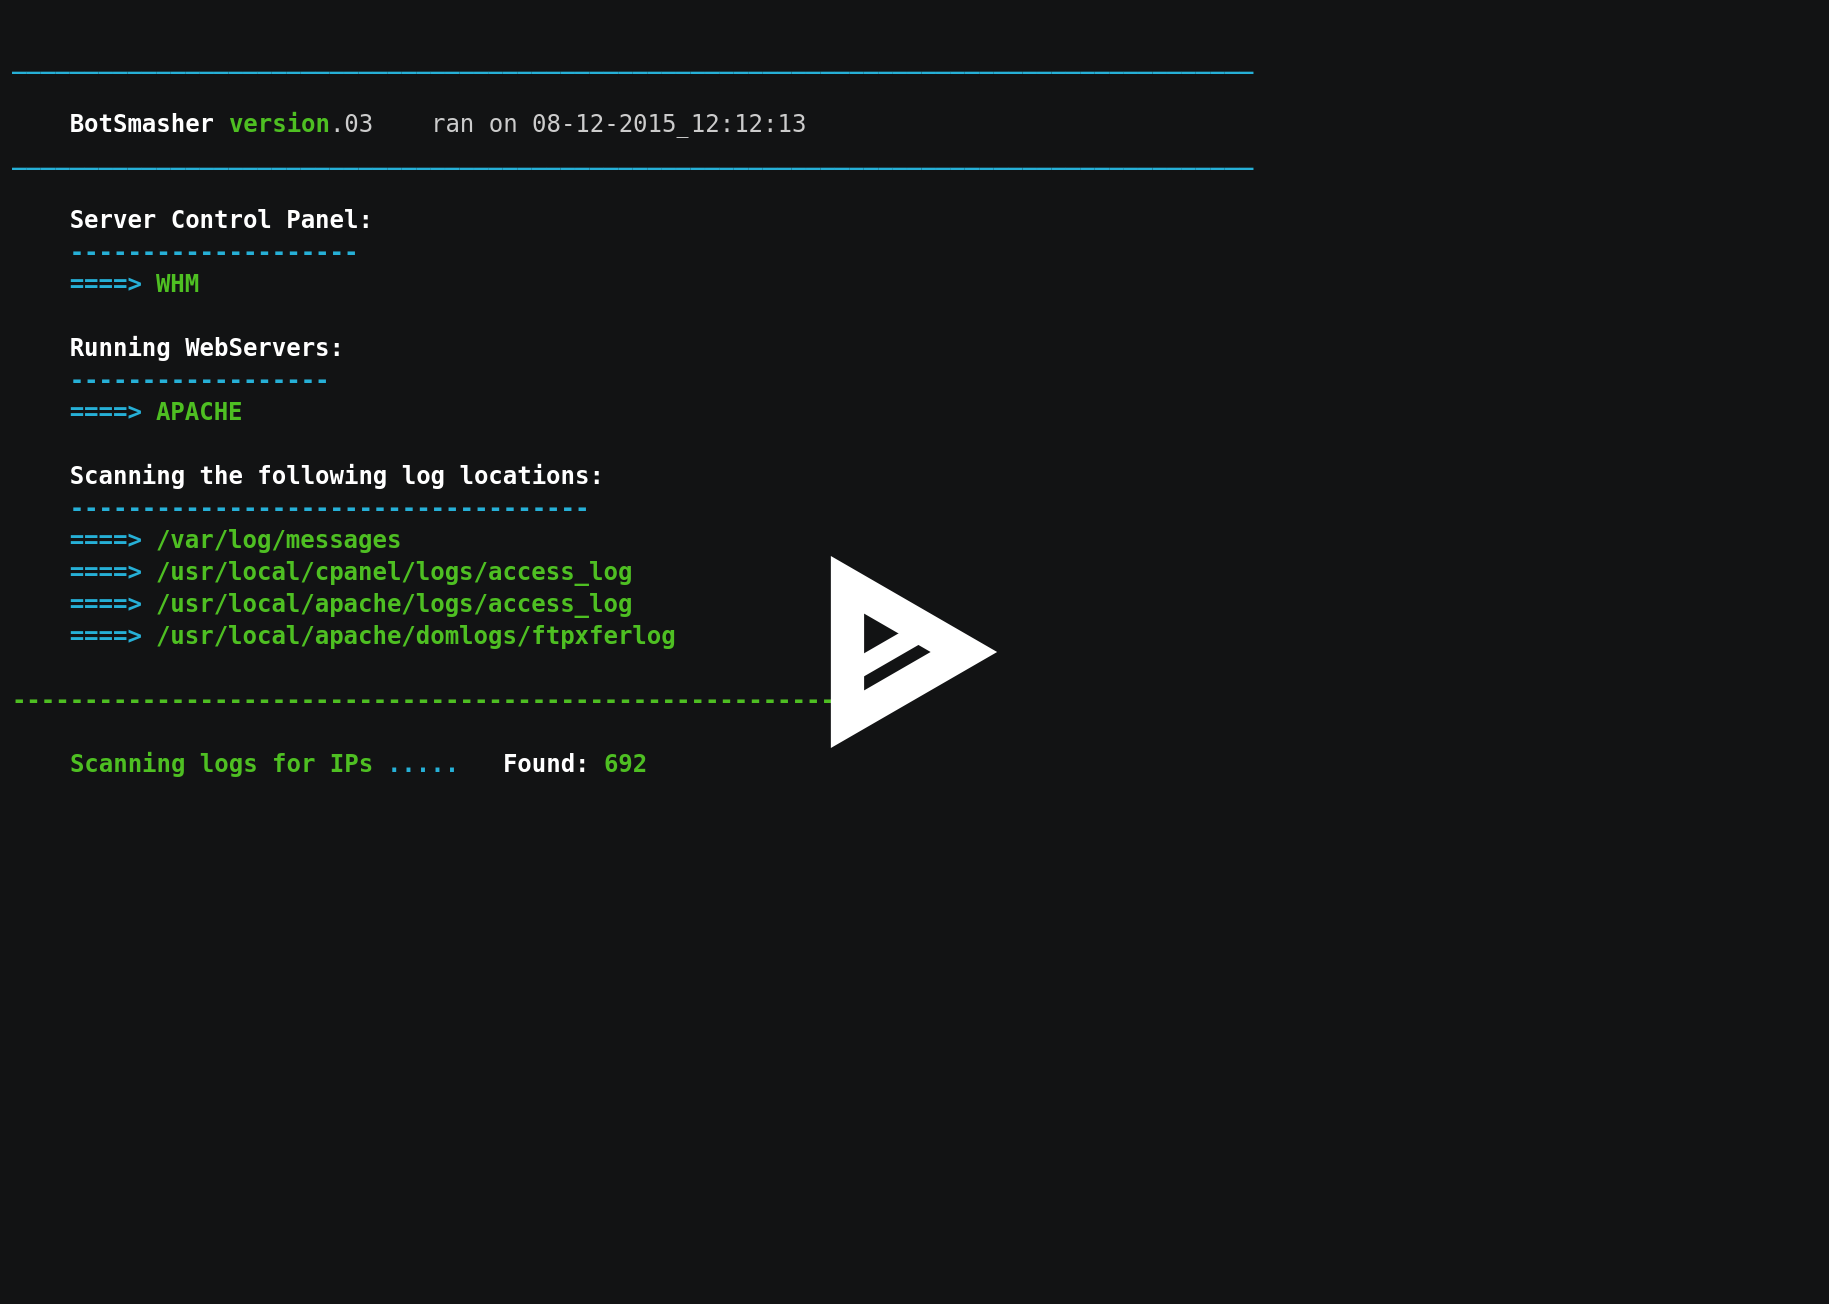 BotSmasher version.03    ran on 08-12-2015_12:12:13
Server Control Panel:
--------------------
====> WHM
Running WebServers:
------------------
====> APACHE
Scanning the following log locations:
------------------------------------
====> /var/log/messages
====> /usr/local/cpanel/logs/access_log
====> /usr/local/apache/logs/access_log
====> /usr/local/apache/domlogs/ftpxferlog
---------------------------------------------------------
Scanning logs for IPs .....   Found: 692